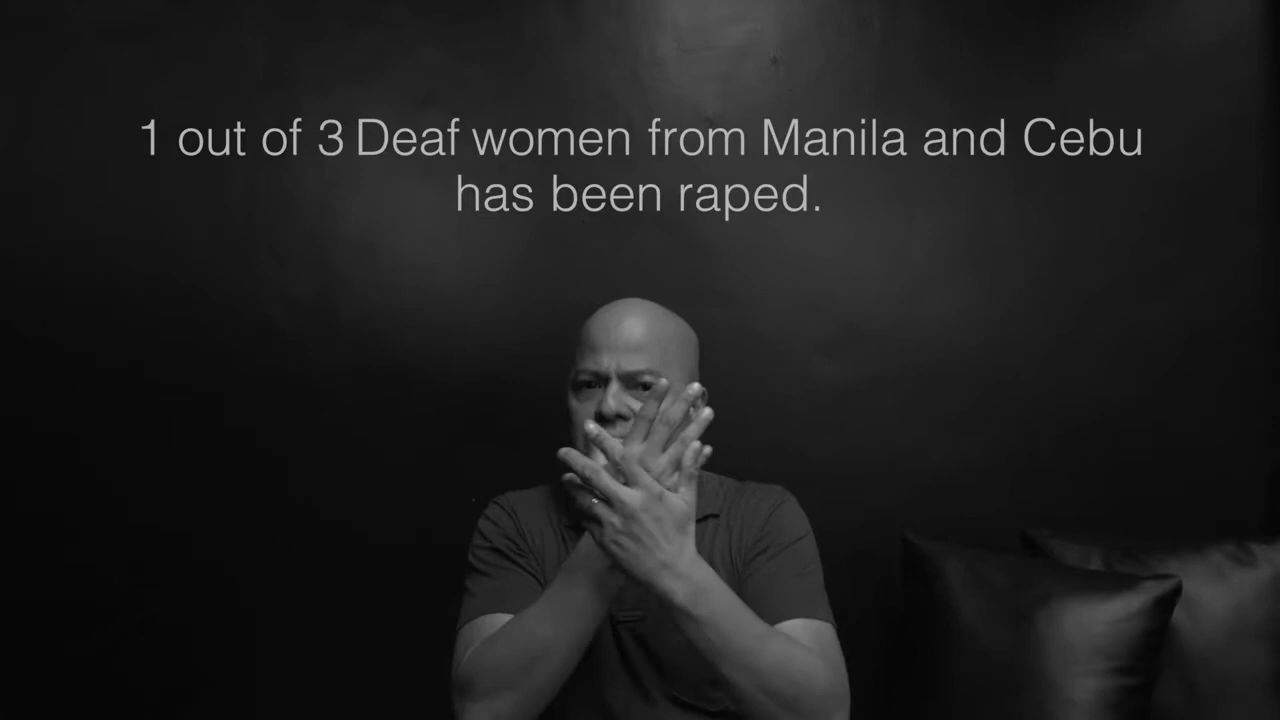 1 out of 3 Deaf women from Manila and Cebu
has been raped.